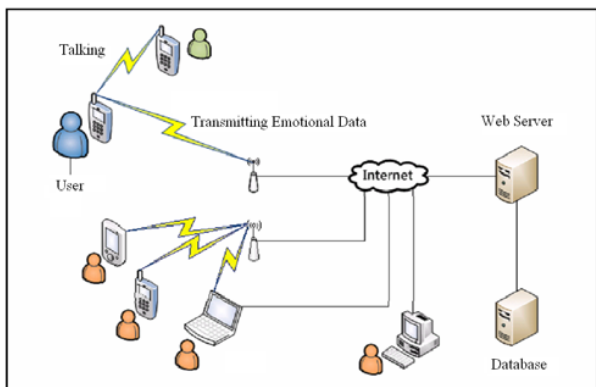 Talking
Transmitting Emotional Data
Web Server
Internet
User
Database